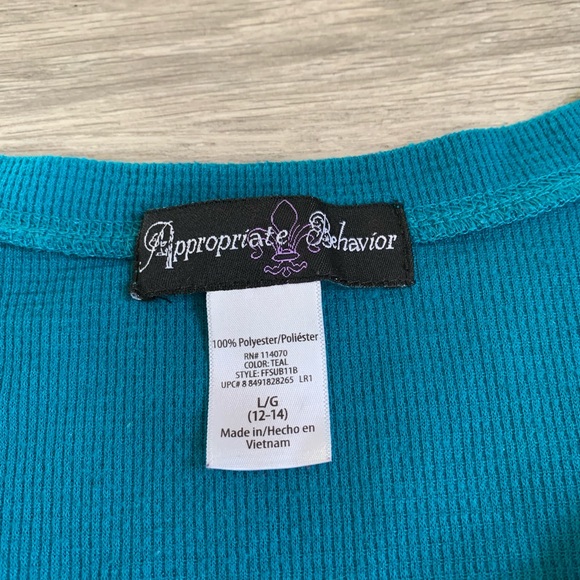 Appropriate Behavior
100% Polyester/Poliéster
RN# 114070
COLOR: TEAL
STYLE: FFSUB11B
UPC# 8 8491828265 LR1
L/G
(12-14)
Made in/Hecho en
Vietnam